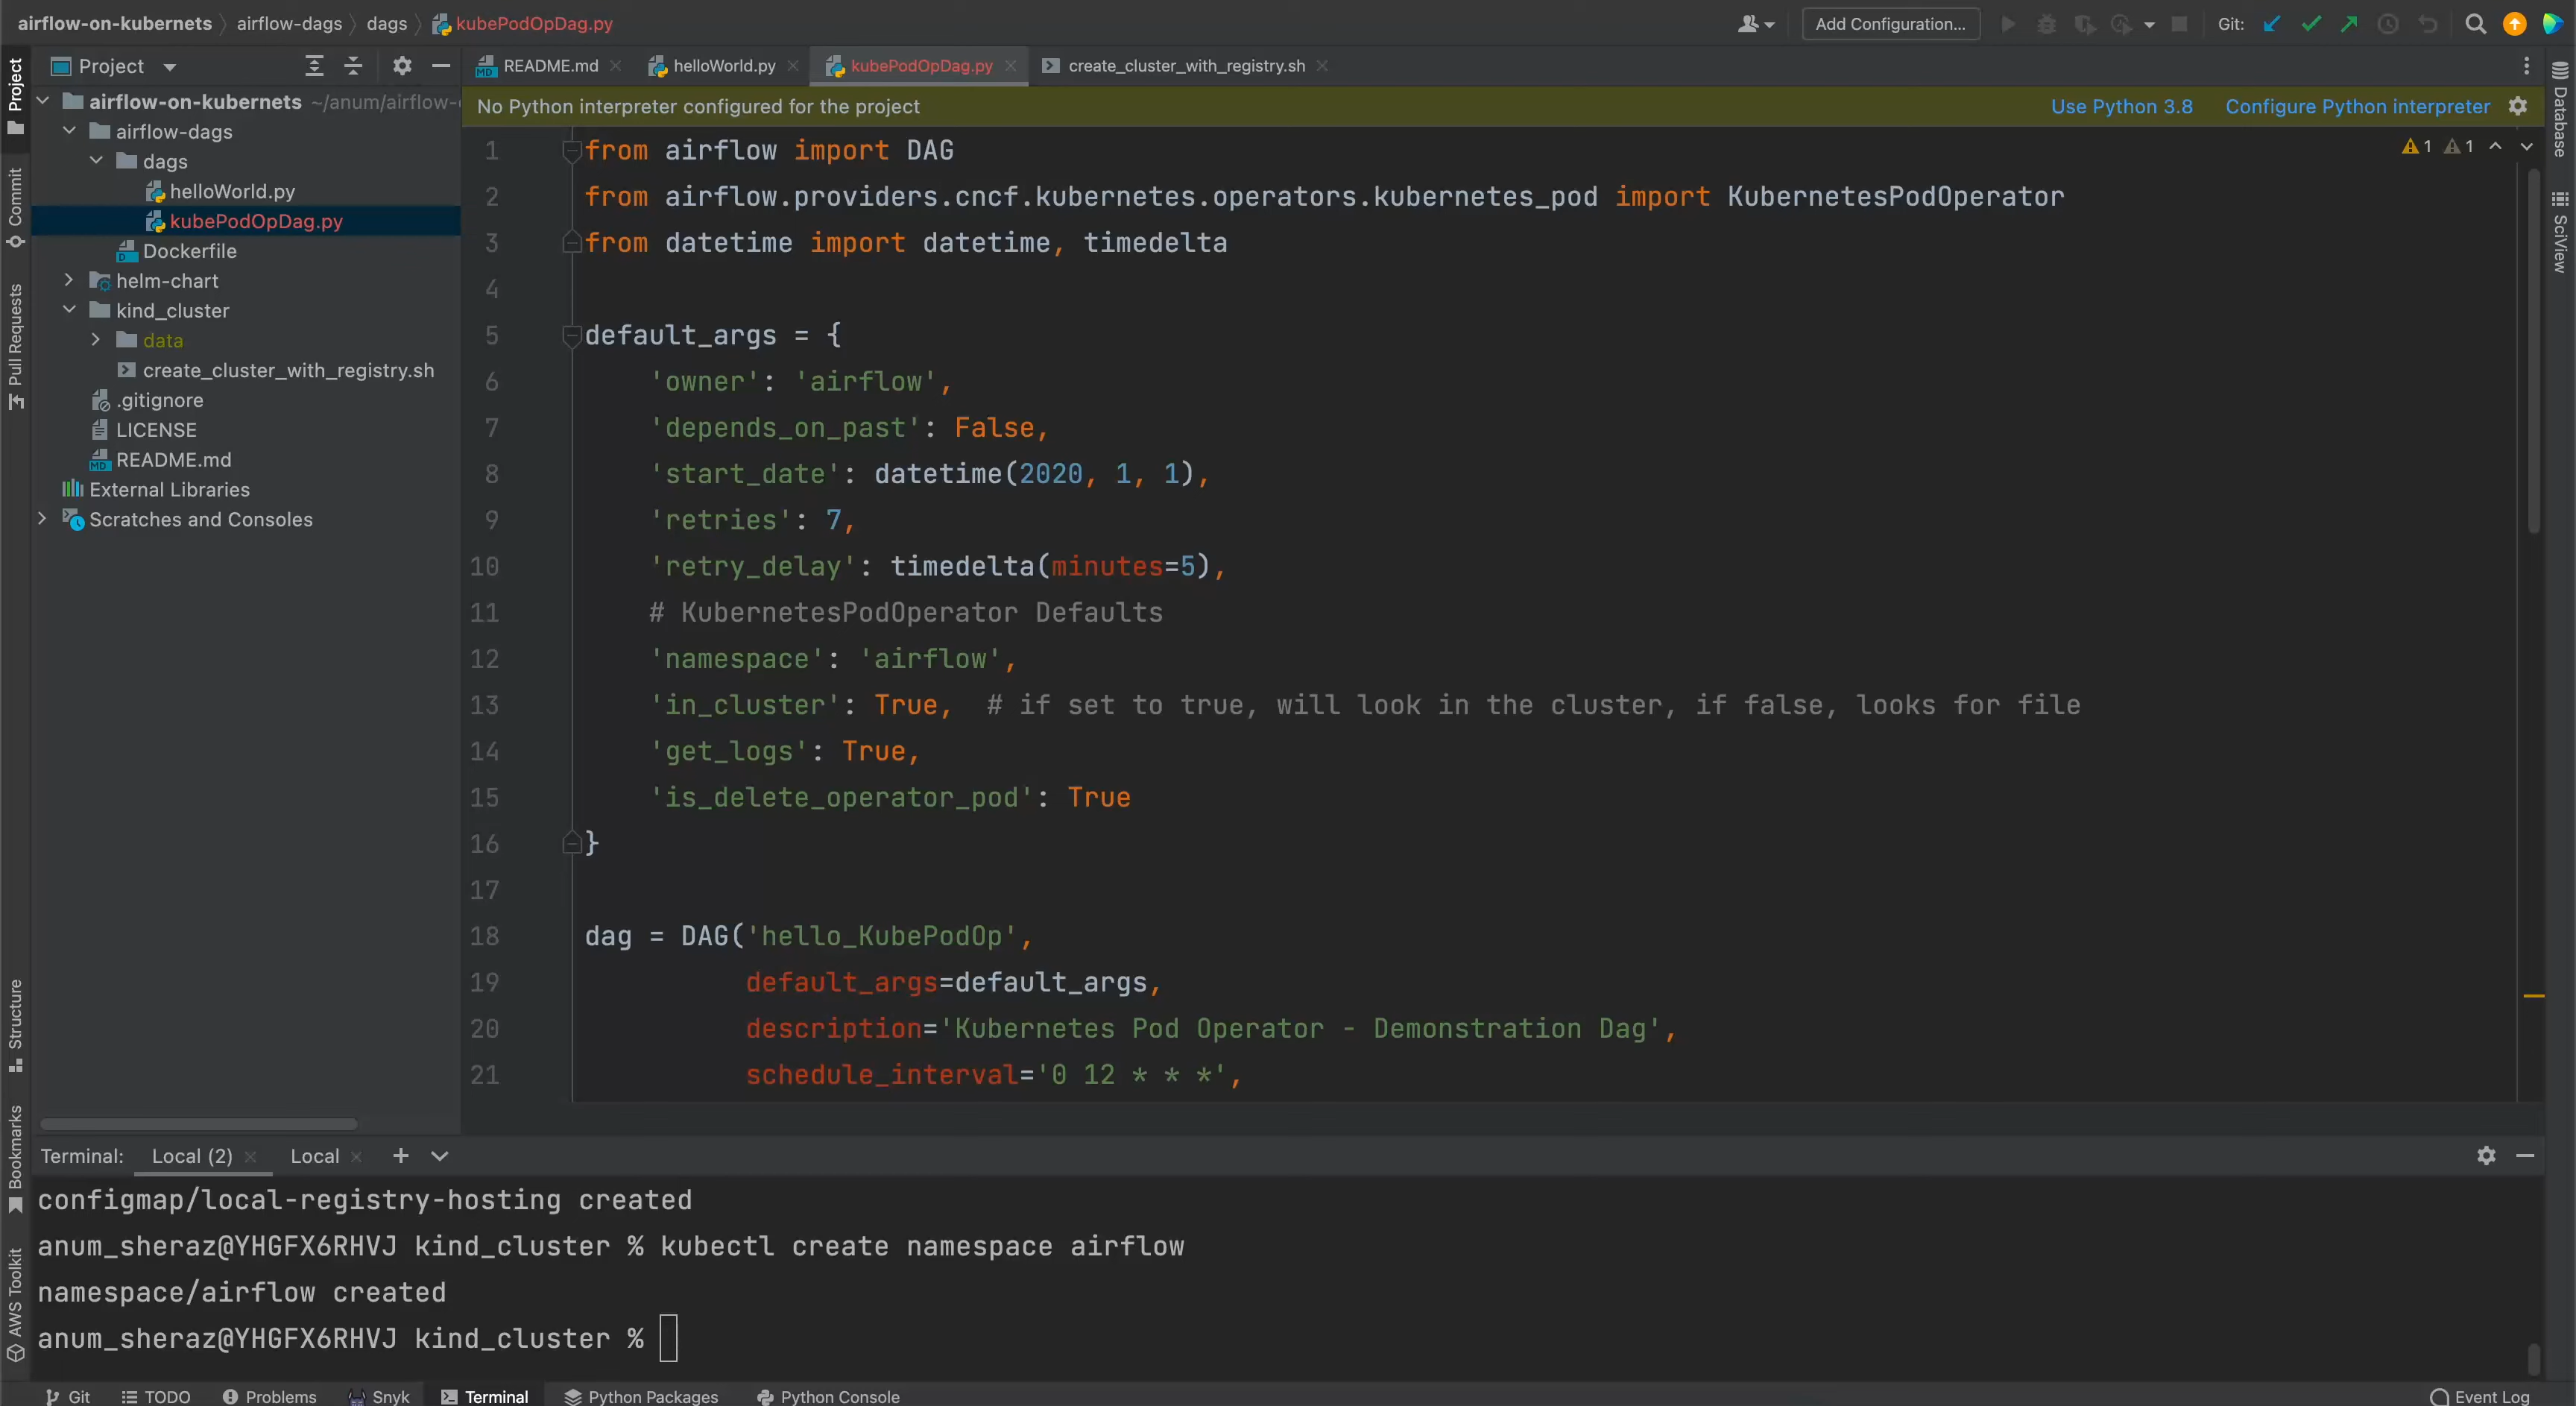 airflow-on-kubernets airflow-dags dags kubePodOpDag.py
Add Configuration...
Git:
Project
README.md helloWorld.py kubePodOpDag.py create_cluster_with_registry.sh
Project
Commit
Pull Requests
Structure
Bookmarks
AWS Toolkit
airflow-on-kubernets ~/anum/airflow-
airflow-dags
dags
helloWorld.py
kubePodOpDag.py
Dockerfile
helm-chart
kind_cluster
data
create_cluster_with_registry.sh
.gitignore
LICENSE
README.md
External Libraries
Scratches and Consoles
No Python interpreter configured for the project Use Python 3.8 Configure Python interpreter
1 1
1 from airflow import DAG
2 from airflow.providers.cncf.kubernetes.operators.kubernetes_pod import KubernetesPodOperator
3 from datetime import datetime, timedelta
4
5 default_args = {
6 'owner': 'airflow',
7 'depends_on_past': False,
8 'start_date': datetime(2020, 1, 1),
9 'retries': 7,
10 'retry_delay': timedelta(minutes=5),
11 # KubernetesPodOperator Defaults
12 'namespace': 'airflow',
13 'in_cluster': True, # if set to true, will look in the cluster, if false, looks for file
14 'get_logs': True,
15 'is_delete_operator_pod': True
16 }
17
18 dag = DAG('hello_KubePodOp',
19 default_args=default_args,
20 description='Kubernetes Pod Operator - Demonstration Dag',
21 schedule_interval='0 12 * * *',
Database
SciView
Terminal: Local (2) Local
configmap/local-registry-hosting created
anum_sheraz@YHGFX6RHVJ kind_cluster % kubectl create namespace airflow
namespace/airflow created
anum_sheraz@YHGFX6RHVJ kind_cluster %
Git TODO Problems Snyk Terminal Python Packages Python Console Event Log